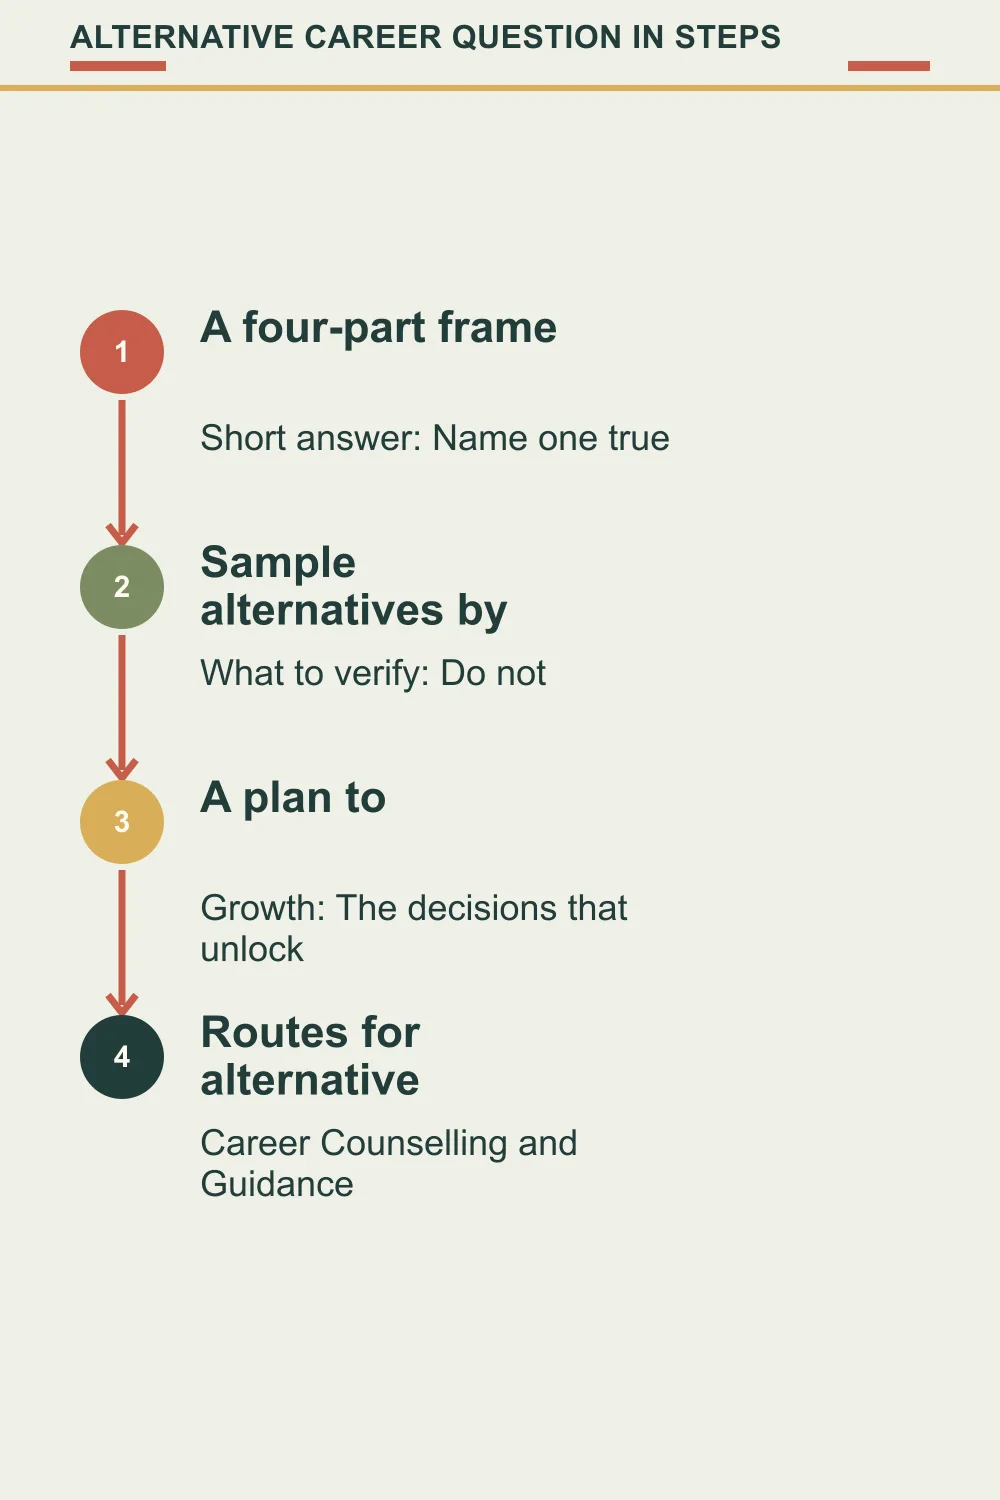 ALTERNATIVE CAREER QUESTION IN STEPS
1
A four-part frame
Short answer: Name one true
2
Sample
alternatives by
What to verify: Do not
3
A plan to
Growth: The decisions that
unlock
4
Routes for
alternative
Career Counselling and
Guidance